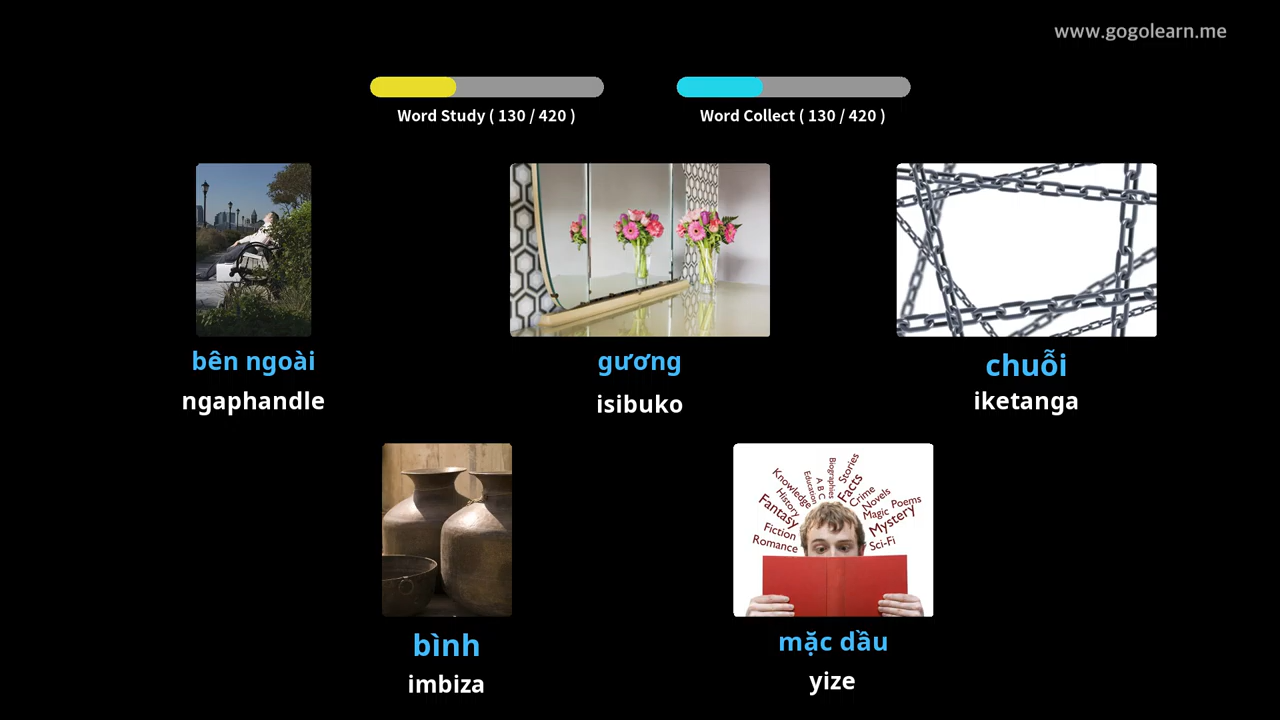 www.gogolearn.me
Word Study ( 130 / 420 )
Word Collect ( 130 / 420 )
bên ngoài
ngaphandle
gương
isibuko
chuỗi
iketanga
bình
imbiza
Stories
Biographies
Facts
A B C
Education
Knowledge
Crime
History
Novels
Poems
Fantasy
Magic
Mystery
Fiction
Sci-Fi
Romance
mặc dầu
yize